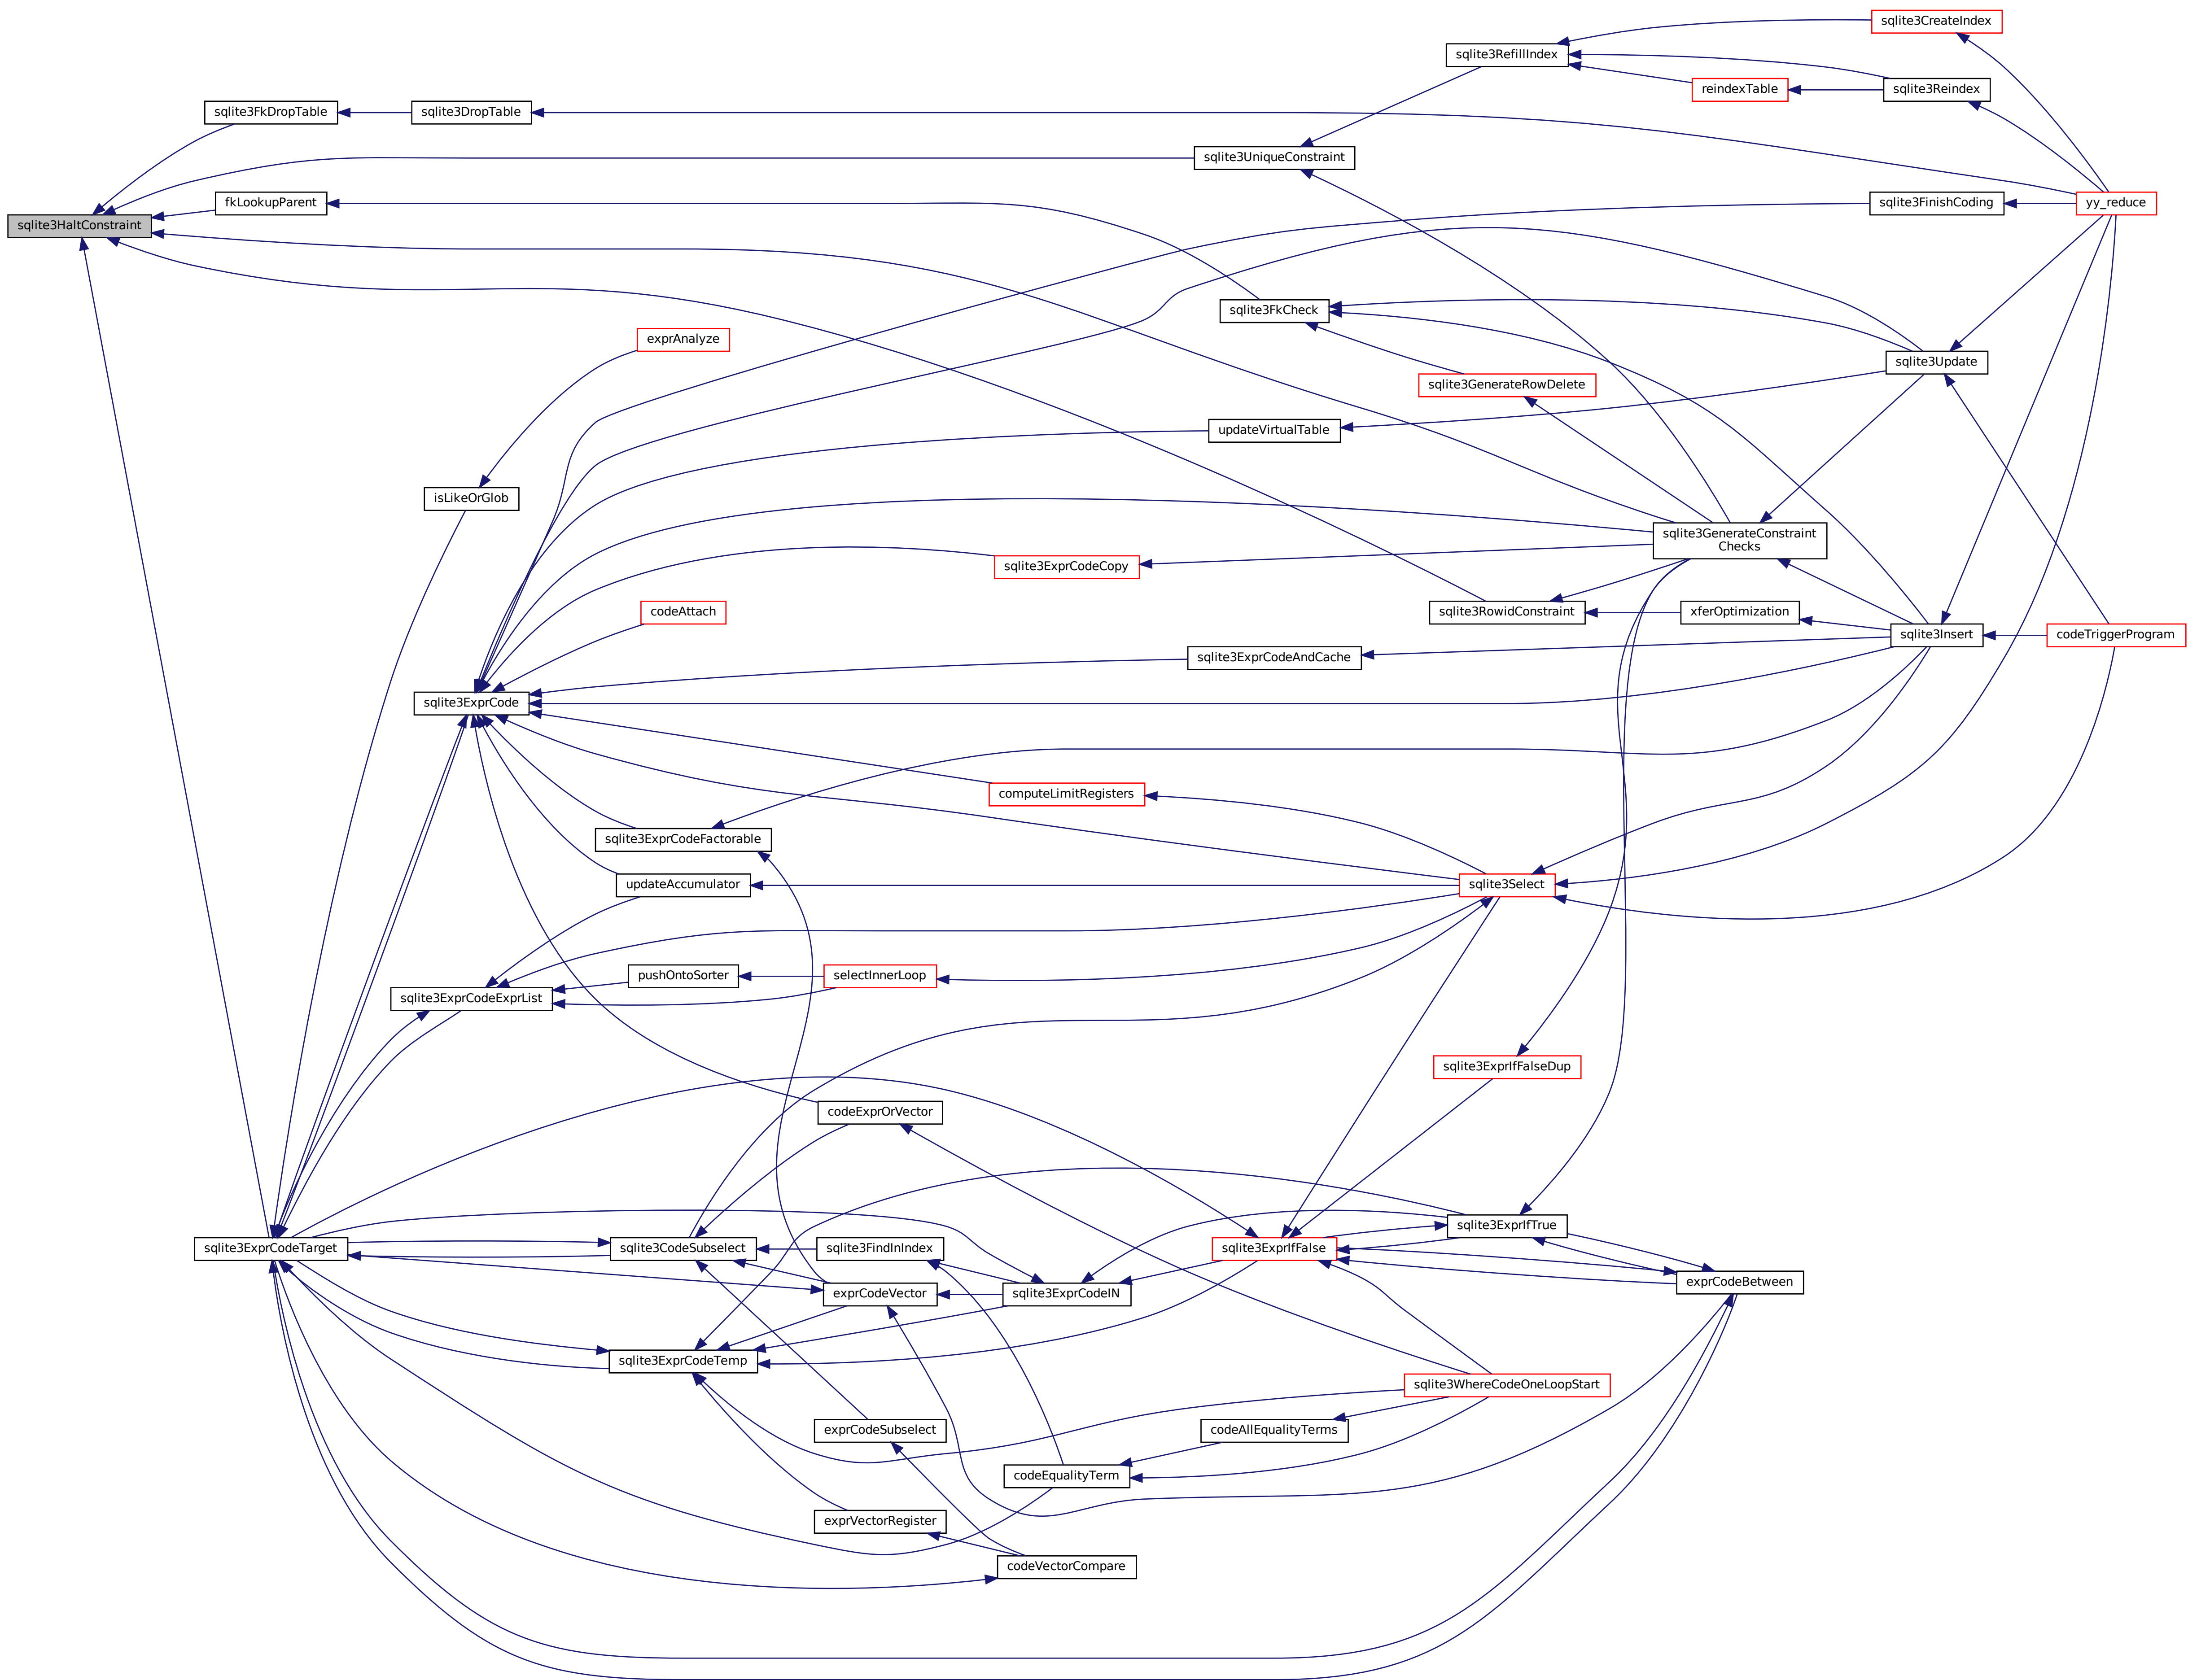 sqlite3CreateIndex
sqlite3RefillIndex
reindexTable
sqlite3Reindex
sqlite3FkDropTable
sqlite3DropTable
sqlite3UniqueConstraint
fkLookupParent
sqlite3FinishCoding
yy_reduce
sqlite3HaltConstraint
sqlite3FkCheck
exprAnalyze
sqlite3Update
sqlite3GenerateRowDelete
updateVirtualTable
isLikeOrGlob
sqlite3GenerateConstraint
Checks
sqlite3ExprCodeCopy
codeAttach
sqlite3RowidConstraint
xferOptimization
sqlite3Insert
codeTriggerProgram
sqlite3ExprCodeAndCache
sqlite3ExprCode
computeLimitRegisters
sqlite3ExprCodeFactorable
updateAccumulator
sqlite3Select
pushOntoSorter
selectInnerLoop
sqlite3ExprCodeExprList
sqlite3ExprIfFalseDup
codeExprOrVector
sqlite3ExprIfTrue
sqlite3ExprCodeTarget
sqlite3CodeSubselect
sqlite3FindInIndex
sqlite3ExprIfFalse
exprCodeBetween
exprCodeVector
sqlite3ExprCodeIN
sqlite3ExprCodeTemp
sqlite3WhereCodeOneLoopStart
exprCodeSubselect
codeAllEqualityTerms
codeEqualityTerm
exprVectorRegister
codeVectorCompare